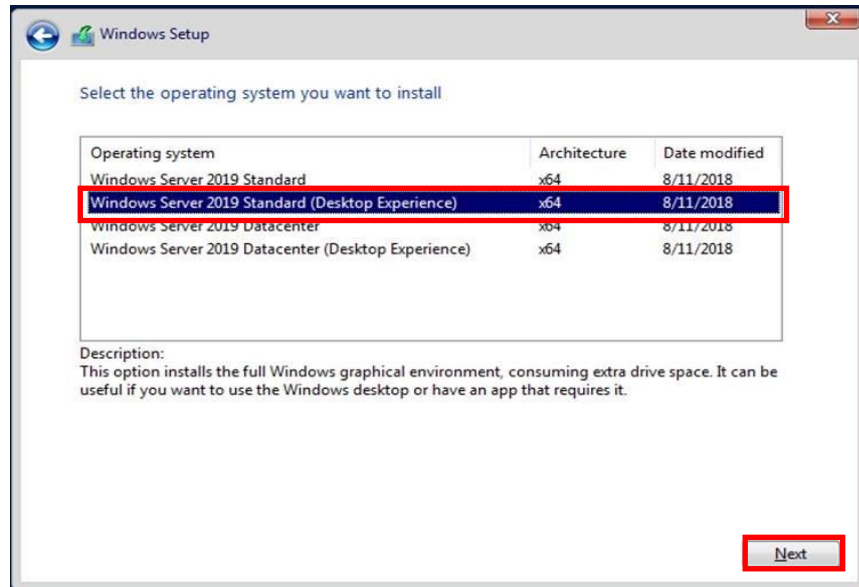 Windows Setup
Select the operating system you want to install
Operating system Architecture Date modified
Windows Server 2019 Standard x64 8/11/2018
Windows Server 2019 Standard (Desktop Experience) x64 8/11/2018
Windows Server 2019 Datacenter x64 8/11/2018
Windows Server 2019 Datacenter (Desktop Experience) x64 8/11/2018
Description:
This option installs the full Windows graphical environment, consuming extra drive space. It can be
useful if you want to use the Windows desktop or have an app that requires it.
Next